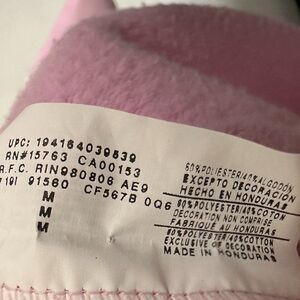 UPC: 194164039539
RN#15763 CA00153
R.F.C. RIN980806 AE9
119I 91560 CF567B 0Q6
M
M
M
60%POLYESTER/40%ALGODON
EXCEPTO DECORACION
HECHO EN HONDURAS
60%POLYESTER/40%COTTON
DECORATION NON COMPRISE
FABRIQUE AU HONDURAS
60%POLYESTER/40%COTTON
EXCLUSIVE OF DECORATION
MADE IN HONDURAS